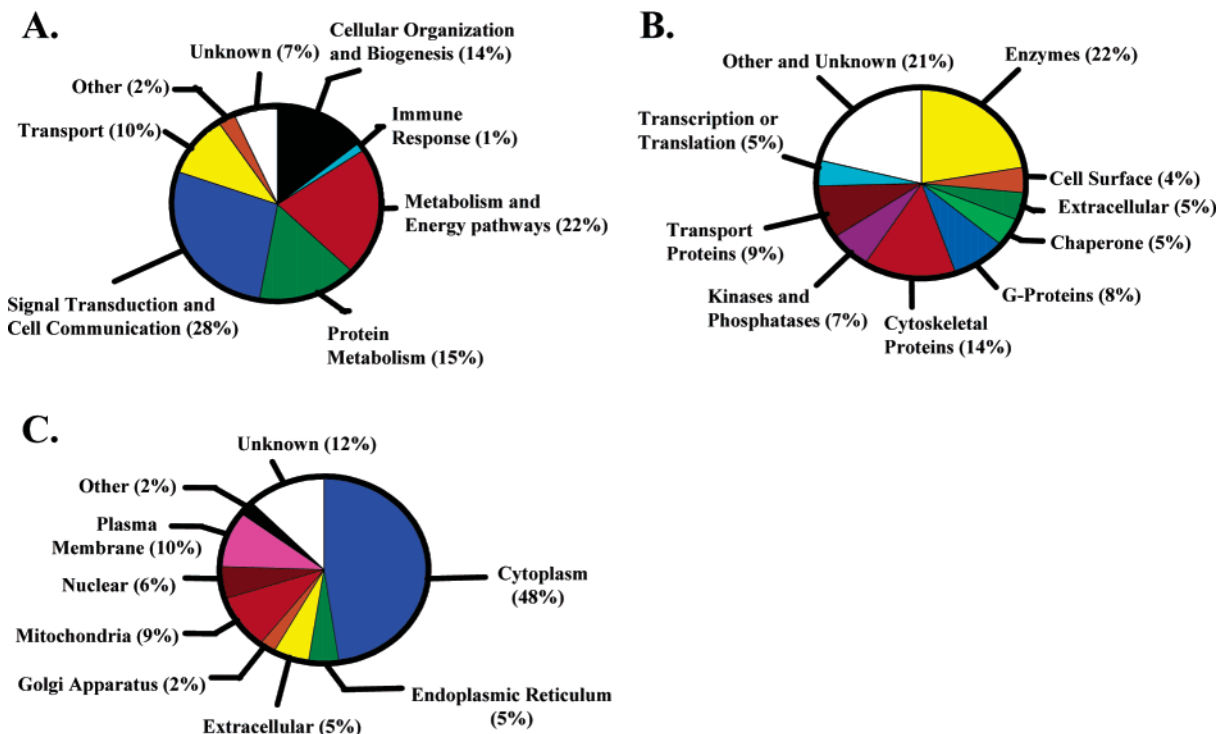 A.
Cellular Organization
and Biogenesis (14%)
Unknown (7%)
Other (2%)
Immune
Response (1%)
Transport (10%)
Metabolism and
Energy pathways (22%)
Signal Transduction and
Cell Communication (28%)
Protein
Metabolism (15%)
B.
Enzymes (22%)
Other and Unknown (21%)
Transcription or
Translation (5%)
Cell Surface (4%)
Extracellular (5%)
Transport
Proteins (9%)
Chaperone (5%)
Kinases and
Phosphatases (7%)
G-Proteins (8%)
Cytoskeletal
Proteins (14%)
C.
Unknown (12%)
Other (2%)
Plasma
Membrane (10%)
Nuclear (6%)
Cytoplasm
(48%)
Mitochondria (9%)
Golgi Apparatus (2%)
Endoplasmic Reticulum
(5%)
Extracellular (5%)